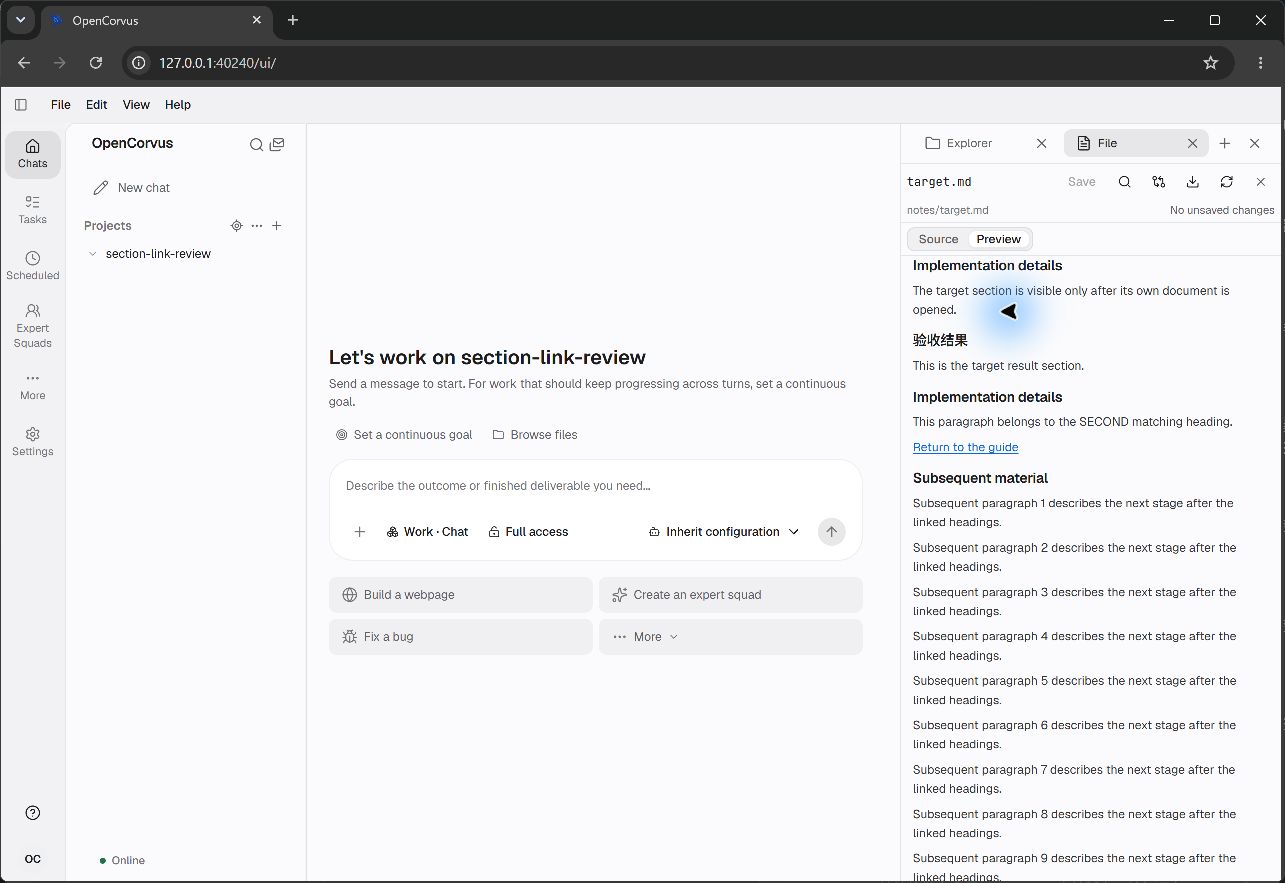 OpenCorvus
127.0.0.1:40240/ui/
File Edit View Help
Chats
Tasks
Scheduled
Expert
Squads
More
Settings
OC
OpenCorvus
New chat
Projects
section-link-review
Online
Let's work on section-link-review
Send a message to start. For work that should keep progressing across turns, set a continuous
goal.
Set a continuous goal Browse files
Describe the outcome or finished deliverable you need...
Work · Chat Full access Inherit configuration
Build a webpage Create an expert squad
Fix a bug More
Explorer File
target.md Save
notes/target.md No unsaved changes
Source Preview
Implementation details
The target section is visible only after its own document is
opened.
验收结果
This is the target result section.
Implementation details
This paragraph belongs to the SECOND matching heading.
Return to the guide
Subsequent material
Subsequent paragraph 1 describes the next stage after the
linked headings.
Subsequent paragraph 2 describes the next stage after the
linked headings.
Subsequent paragraph 3 describes the next stage after the
linked headings.
Subsequent paragraph 4 describes the next stage after the
linked headings.
Subsequent paragraph 5 describes the next stage after the
linked headings.
Subsequent paragraph 6 describes the next stage after the
linked headings.
Subsequent paragraph 7 describes the next stage after the
linked headings.
Subsequent paragraph 8 describes the next stage after the
linked headings.
Subsequent paragraph 9 describes the next stage after the
linked headings.